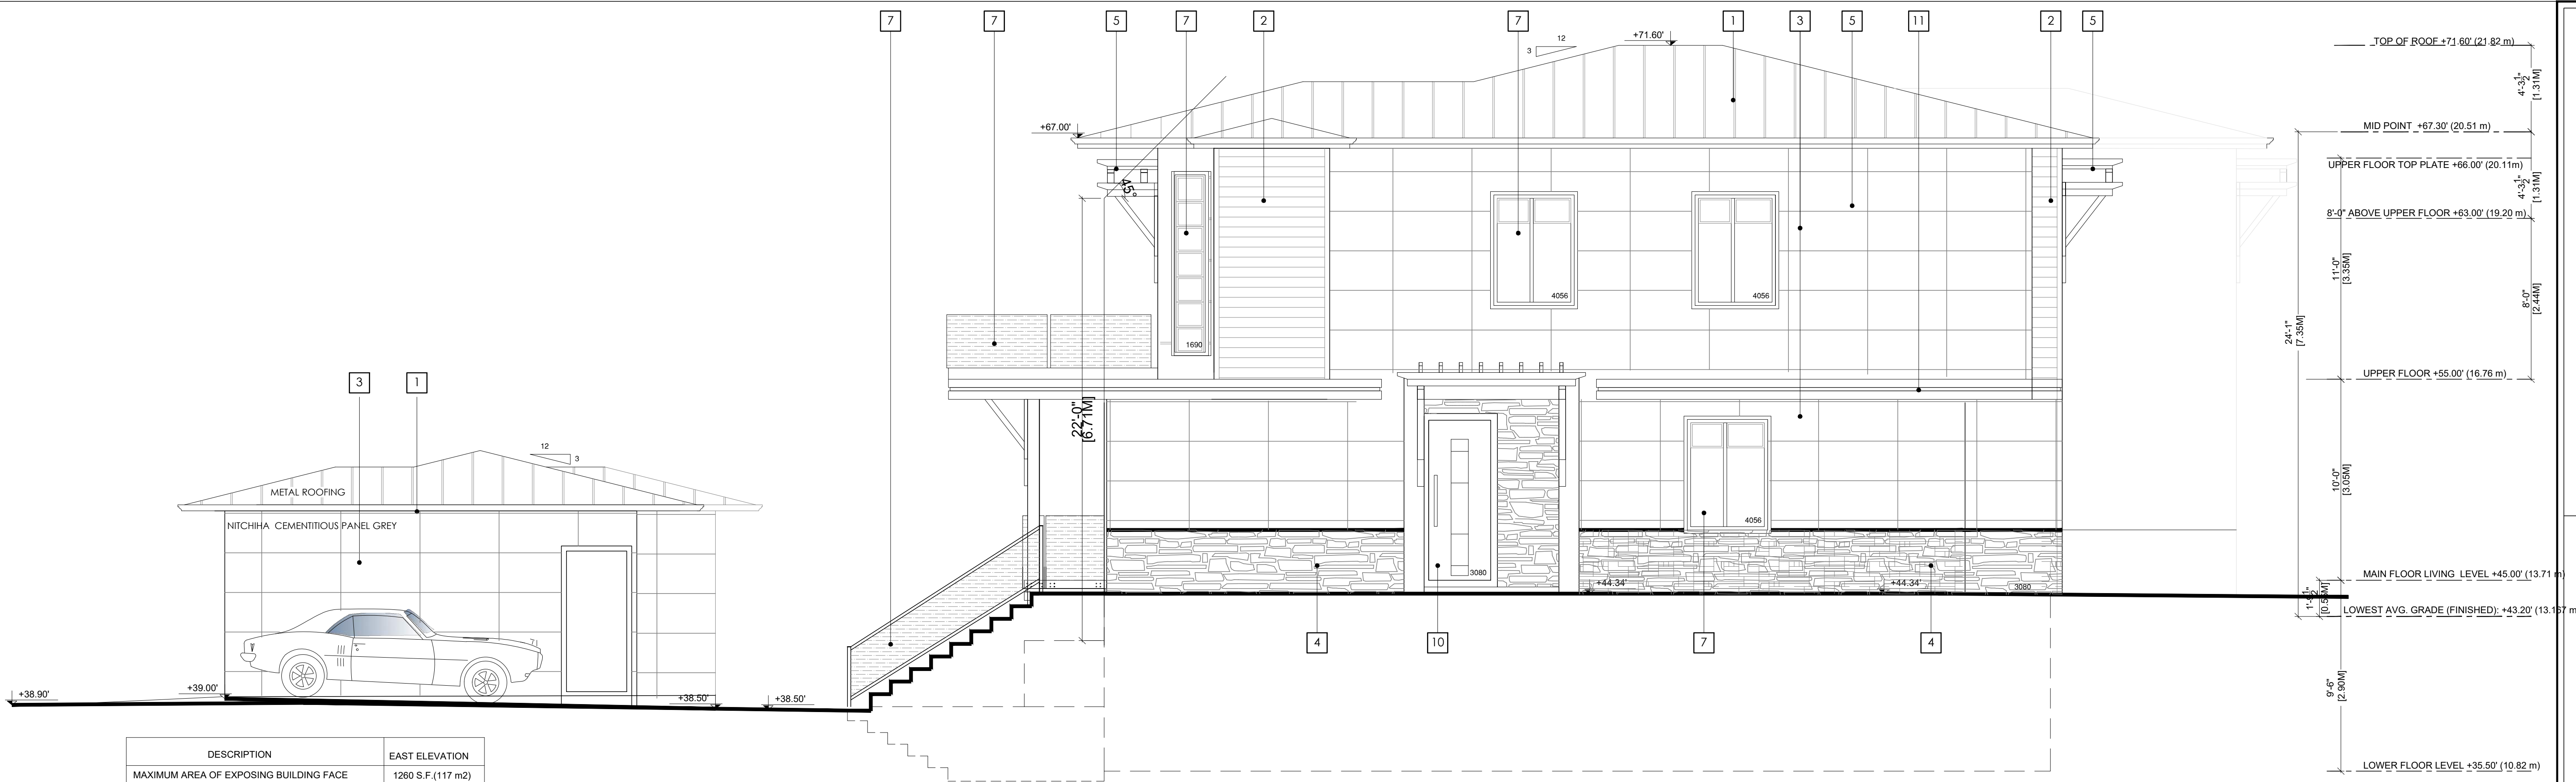 7
7
5
7
2
7
1
3
5
11
2
5
12
3
+71.60'
TOP OF ROOF +71.60' (21.82 m)
4'-3 1/2"
[1.31M]
+67.00'
MID POINT +67.30' (20.51 m)
UPPER FLOOR TOP PLATE +66.00' (20.11m)
4'-3 1/2"
[1.31M]
45°
8'-0" ABOVE UPPER FLOOR +63.00' (19.20 m)
11'-0"
[3.35M]
8'-0"
[2.44M]
4056
4056
24'-1"
[7.35M]
1690
3
1
UPPER FLOOR +55.00' (16.76 m)
22'-0"
[6.71M]
12
3
METAL ROOFING
NITCHIHA CEMENTITIOUS PANEL GREY
10'-0"
[3.05M]
4056
3080
+44.34'
+44.34'
3080
MAIN FLOOR LIVING LEVEL +45.00' (13.71 m)
[0.55M]
LOWEST AVG. GRADE (FINISHED): +43.20' (13.167 m
4
10
7
4
+38.90'
+39.00'
+38.50'
+38.50'
9'-6"
[2.90M]
DESCRIPTION
EAST ELEVATION
MAXIMUM AREA OF EXPOSING BUILDING FACE
1260 S.F.(117 m2)
LOWER FLOOR LEVEL +35.50' (10.82 m)